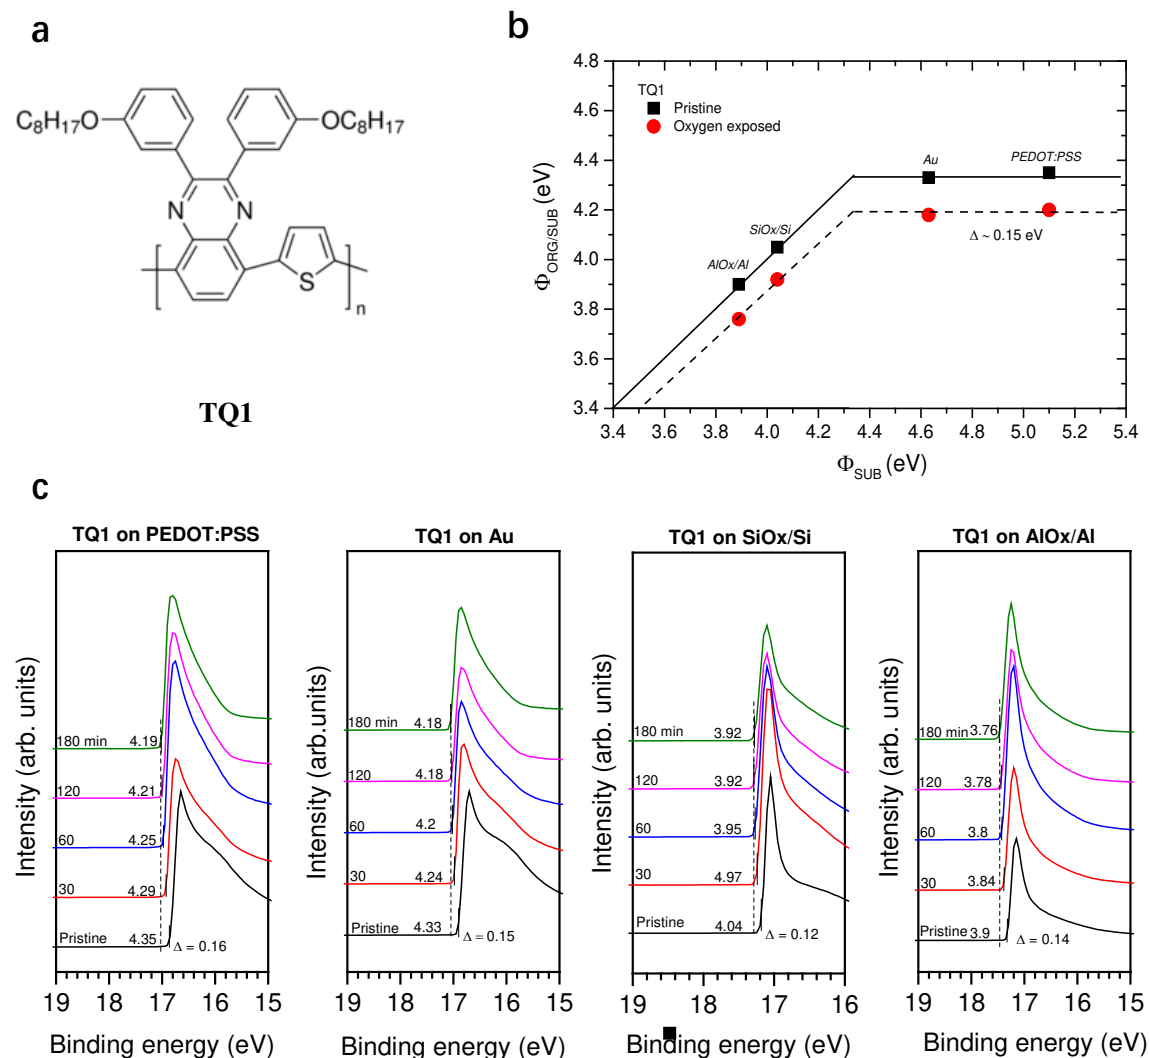 a
C8H17O
OC8H17
N
N
S
n
TQ1
b
4.8
4.6
4.4
4.2
4.0
3.8
3.6
3.4
ΦORG/SUB (eV)
TQ1
Pristine
Oxygen exposed
AlOx/Al
SiOx/Si
Au
PEDOT:PSS
Δ ~ 0.15 eV
3.4 3.6 3.8 4.0 4.2 4.4 4.6 4.8 5.0 5.2 5.4
ΦSUB (eV)
c
TQ1 on PEDOT:PSS
Intensity (arb. units)
180 min 4.19
120 4.21
60 4.25
30 4.29
Pristine 4.35
Δ = 0.16
19 18 17 16 15
Binding energy (eV)
TQ1 on Au
Intensity (arb. units)
180 min 4.18
120 4.18
60 4.2
30 4.24
Pristine 4.33
Δ = 0.15
19 18 17 16 15
Binding energy (eV)
TQ1 on SiOx/Si
Intensity (arb. units)
180 min 3.92
120 3.92
60 3.95
30 4.97
Pristine 4.04
Δ = 0.12
19 18 17 16
Binding energy (eV)
TQ1 on AlOx/Al
Intensity (arb. units)
180 min 3.76
120 3.78
60 3.8
30 3.84
Pristine 3.9
Δ = 0.14
19 18 17 16 15
Binding energy (eV)